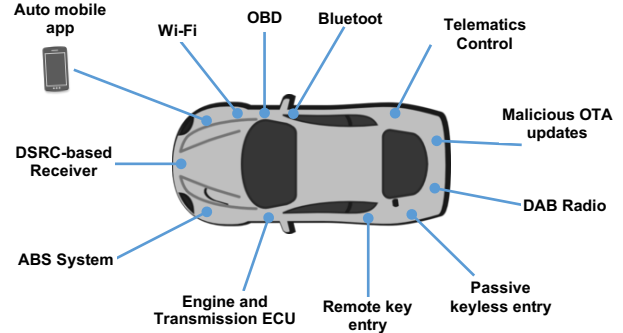 Auto mobile
app
Wi-Fi
OBD
Bluetoot
Telematics
Control
Malicious OTA
updates
DSRC-based
Receiver
DAB Radio
ABS System
Engine and
Transmission ECU
Remote key
entry
Passive
keyless entry